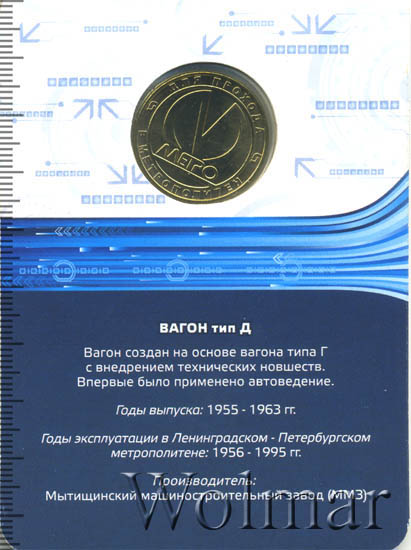 ДЛЯ ПРОХОДА
МЕТРО
В МЕТРОПОЛИТЕН
ВАГОН тип Д
Вагон создан на основе вагона типа Г
с внедрением технических новшеств.
Впервые было применено автоведение.
Годы выпуска: 1955 - 1963 гг.
Годы эксплуатации в Ленинградском - Петербургском
метрополитене: 1956 - 1995 гг.
Производитель:
Мытищинский машиностроительный завод (ММЗ)
Wolmar